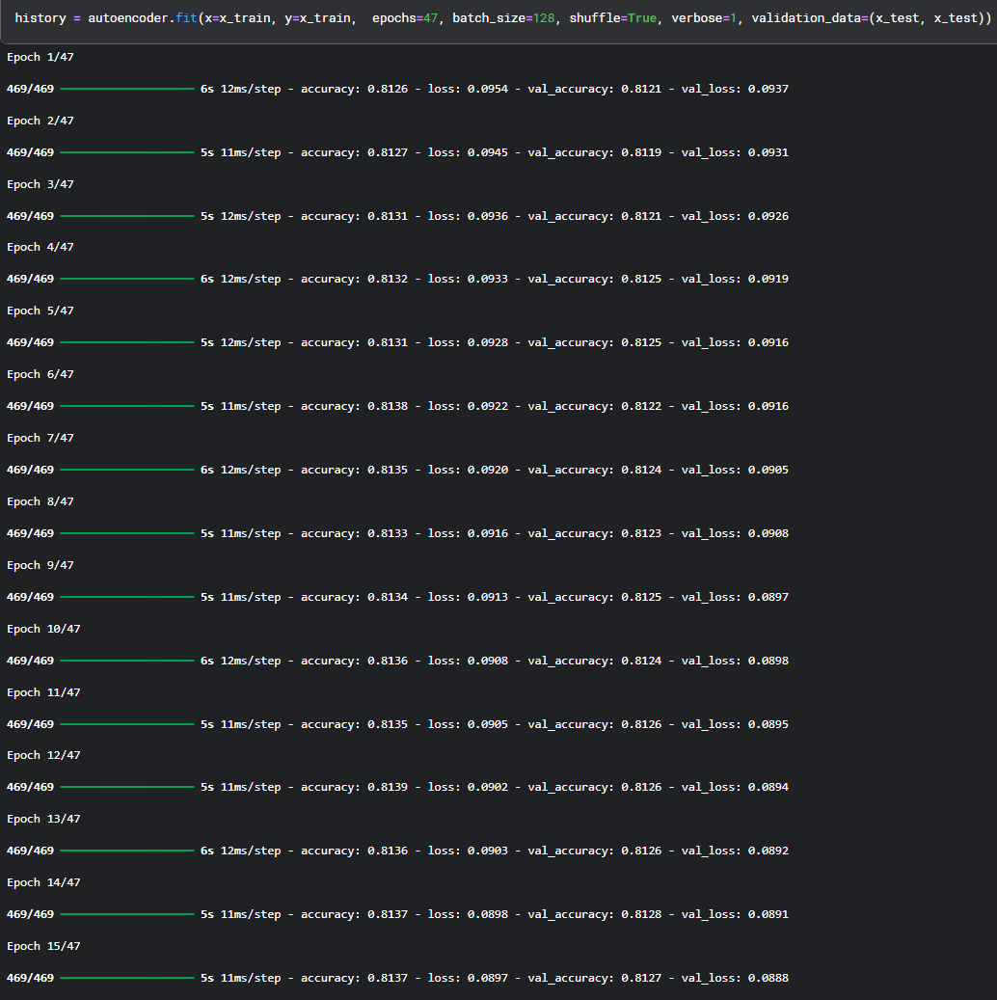 history = autoencoder.fit(x=x_train, y=x_train,  epochs=47, batch_size=128, shuffle=True, verbose=1, validation_data=(x_test, x_test))
Epoch 1/47
469/469 ━━━━━━━━━━━━━━━━━━━━ 6s 12ms/step - accuracy: 0.8126 - loss: 0.0954 - val_accuracy: 0.8121 - val_loss: 0.0937
Epoch 2/47
469/469 ━━━━━━━━━━━━━━━━━━━━ 5s 11ms/step - accuracy: 0.8127 - loss: 0.0945 - val_accuracy: 0.8119 - val_loss: 0.0931
Epoch 3/47
469/469 ━━━━━━━━━━━━━━━━━━━━ 5s 12ms/step - accuracy: 0.8131 - loss: 0.0936 - val_accuracy: 0.8121 - val_loss: 0.0926
Epoch 4/47
469/469 ━━━━━━━━━━━━━━━━━━━━ 6s 12ms/step - accuracy: 0.8132 - loss: 0.0933 - val_accuracy: 0.8125 - val_loss: 0.0919
Epoch 5/47
469/469 ━━━━━━━━━━━━━━━━━━━━ 5s 12ms/step - accuracy: 0.8131 - loss: 0.0928 - val_accuracy: 0.8125 - val_loss: 0.0916
Epoch 6/47
469/469 ━━━━━━━━━━━━━━━━━━━━ 5s 11ms/step - accuracy: 0.8138 - loss: 0.0922 - val_accuracy: 0.8122 - val_loss: 0.0916
Epoch 7/47
469/469 ━━━━━━━━━━━━━━━━━━━━ 6s 12ms/step - accuracy: 0.8135 - loss: 0.0920 - val_accuracy: 0.8124 - val_loss: 0.0905
Epoch 8/47
469/469 ━━━━━━━━━━━━━━━━━━━━ 5s 11ms/step - accuracy: 0.8133 - loss: 0.0916 - val_accuracy: 0.8123 - val_loss: 0.0908
Epoch 9/47
469/469 ━━━━━━━━━━━━━━━━━━━━ 5s 11ms/step - accuracy: 0.8134 - loss: 0.0913 - val_accuracy: 0.8125 - val_loss: 0.0897
Epoch 10/47
469/469 ━━━━━━━━━━━━━━━━━━━━ 6s 12ms/step - accuracy: 0.8136 - loss: 0.0908 - val_accuracy: 0.8124 - val_loss: 0.0898
Epoch 11/47
469/469 ━━━━━━━━━━━━━━━━━━━━ 5s 11ms/step - accuracy: 0.8135 - loss: 0.0905 - val_accuracy: 0.8126 - val_loss: 0.0895
Epoch 12/47
469/469 ━━━━━━━━━━━━━━━━━━━━ 5s 11ms/step - accuracy: 0.8139 - loss: 0.0902 - val_accuracy: 0.8126 - val_loss: 0.0894
Epoch 13/47
469/469 ━━━━━━━━━━━━━━━━━━━━ 6s 12ms/step - accuracy: 0.8136 - loss: 0.0903 - val_accuracy: 0.8126 - val_loss: 0.0892
Epoch 14/47
469/469 ━━━━━━━━━━━━━━━━━━━━ 5s 11ms/step - accuracy: 0.8137 - loss: 0.0898 - val_accuracy: 0.8128 - val_loss: 0.0891
Epoch 15/47
469/469 ━━━━━━━━━━━━━━━━━━━━ 5s 11ms/step - accuracy: 0.8137 - loss: 0.0897 - val_accuracy: 0.8127 - val_loss: 0.0888